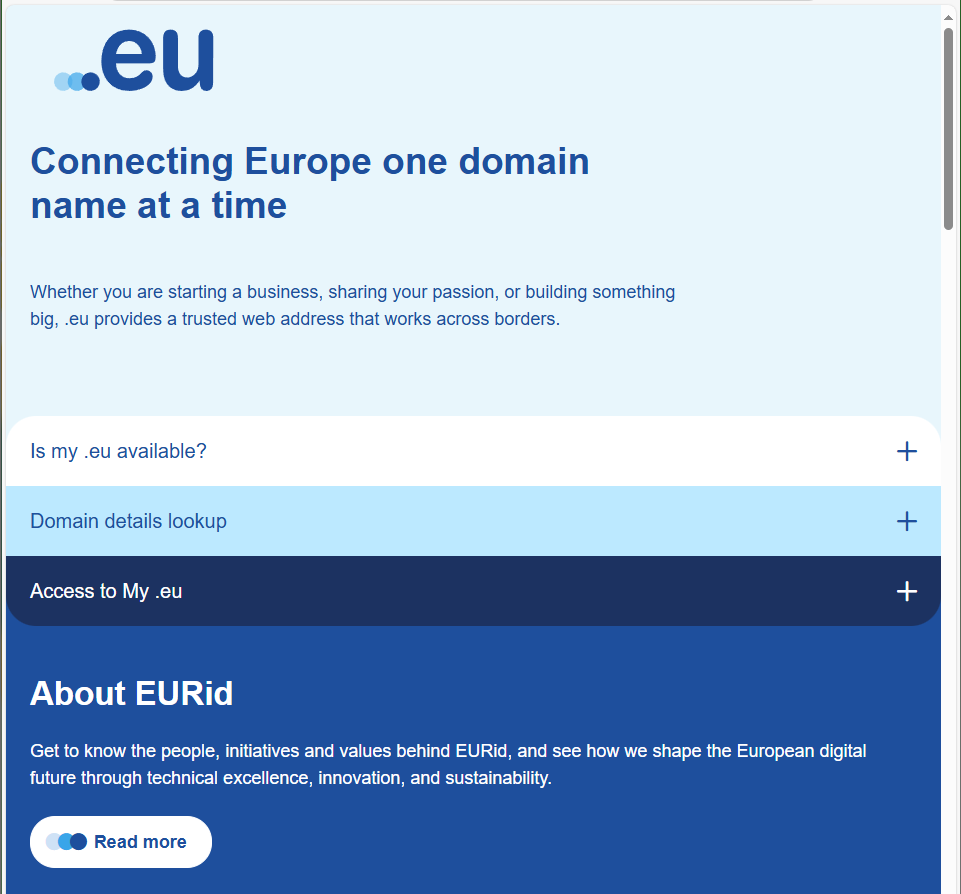 .eu
Connecting Europe one domain
name at a time
Whether you are starting a business, sharing your passion, or building something
big, .eu provides a trusted web address that works across borders.
Is my .eu available?
Domain details lookup
Access to My .eu
About EURid
Get to know the people, initiatives and values behind EURid, and see how we shape the European digital
future through technical excellence, innovation, and sustainability.
Read more